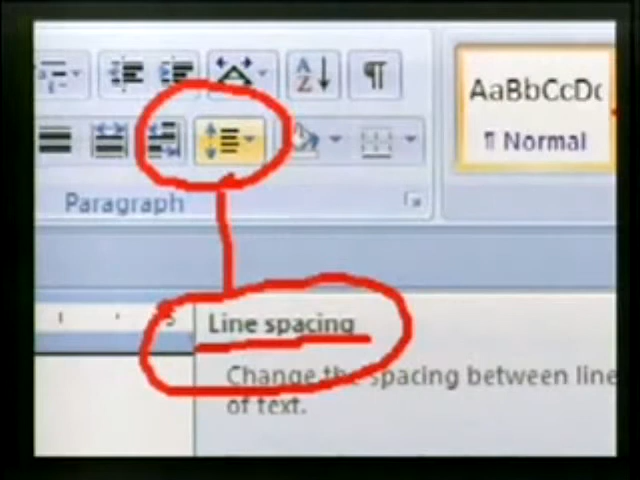 A
Z
¶
AaBbCcDc
¶ Normal
Paragraph
Line spacing
Change the spacing between line
of text.